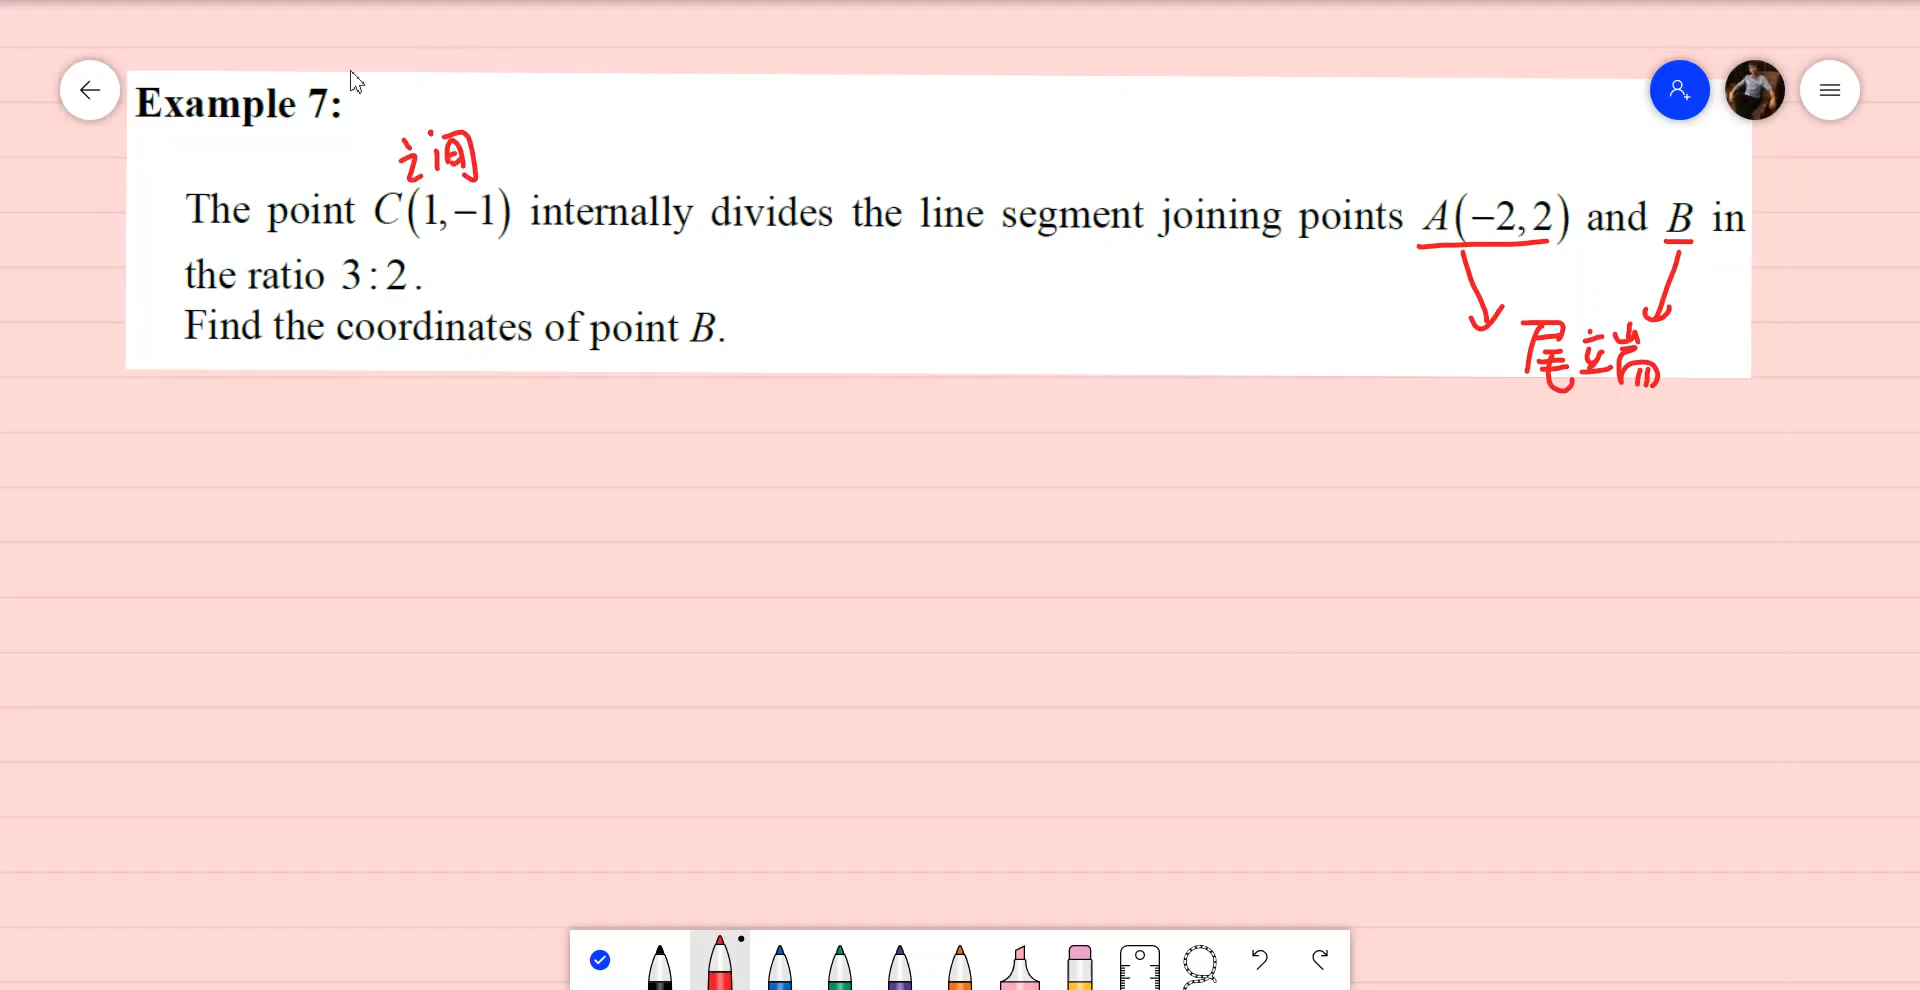 Example 7:
之间
The point C(1,−1) internally divides the line segment joining points A(−2,2) and B in
the ratio 3:2.
Find the coordinates of point B.
尾端